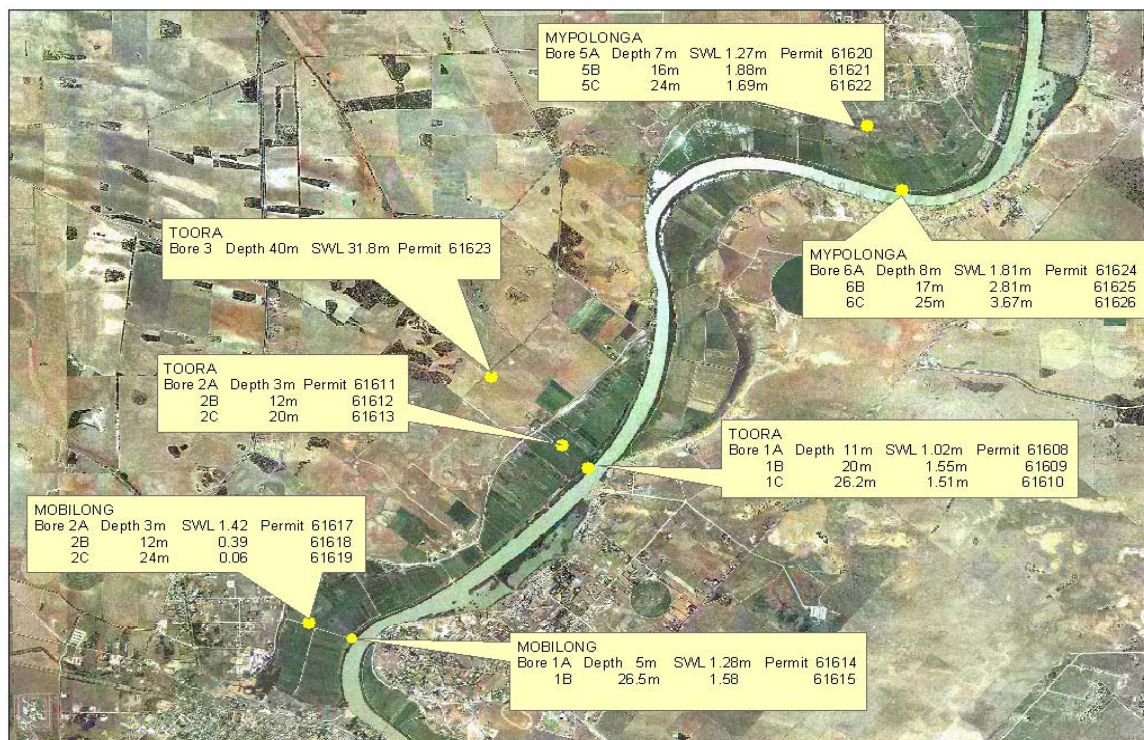 MYPOLONGA
Bore 5A Depth 7m SWL 1.27m Permit 61620
5B 16m 1.88m 61621
5C 24m 1.69m 61622
TOORA
Bore 3 Depth 40m SWL 31.8m Permit 61623
MYPOLONGA
Bore 6A Depth 8m SWL 1.81m Permit 61624
6B 17m 2.81m 61625
6C 25m 3.67m 61626
TOORA
Bore 2A Depth 3m Permit 61611
2B 12m 61612
2C 20m 61613
TOORA
Bore 1A Depth 11m SWL 1.02m Permit 61608
1B 20m 1.55m 61609
1C 26.2m 1.51m 61610
MOBILONG
Bore 2A Depth 3m SWL 1.42 Permit 61617
2B 12m 0.39 61618
2C 24m 0.06 61619
MOBILONG
Bore 1A Depth 5m SWL 1.28m Permit 61614
1B 26.5m 1.58 61615